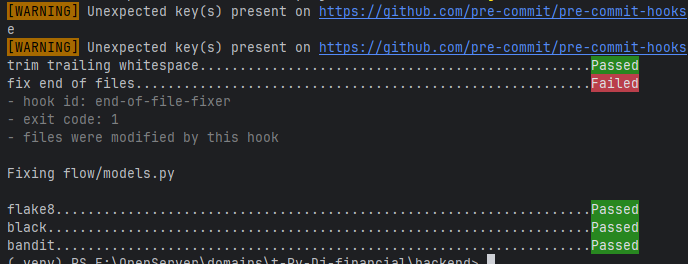 [WARNING] Unexpected key(s) present on https://github.com/pre-commit/pre-commit-hooks
e
[WARNING] Unexpected key(s) present on https://github.com/pre-commit/pre-commit-hooks
trim trailing whitespace.................................................Passed
fix end of files.........................................................Failed
- hook id: end-of-file-fixer
- exit code: 1
- files were modified by this hook
Fixing flow/models.py
flake8...................................................................Passed
black....................................................................Passed
bandit...................................................................Passed
(.venv) PS E:\OpenServer\domains\t-Py-Dj-financial\backend>